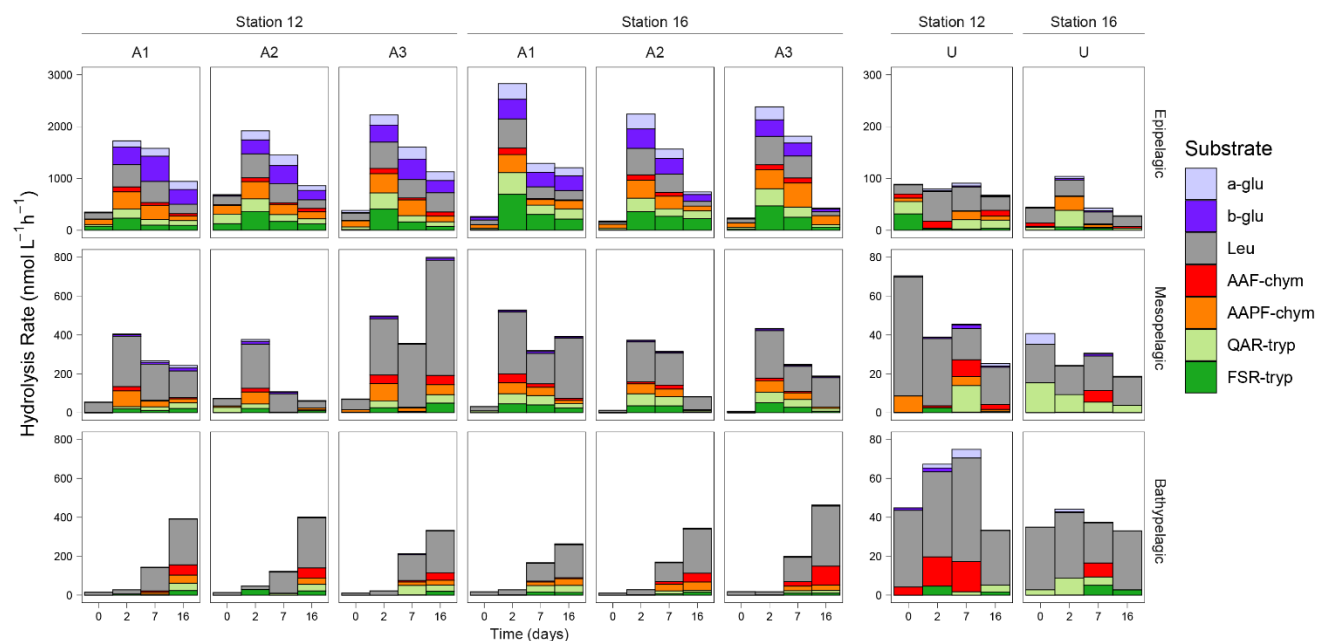 Station 12 Station 16 Station 12 Station 16
A1 A2 A3 A1 A2 A3 U U
3000
2000
1000
0
3000
2000
1000
0
Epipelagic
800
600
400
200
0
80
60
40
20
0
Mesopelagic
800
600
400
200
0
80
60
40
20
0
Bathypelagic
Hydrolysis Rate (nmol L⁻¹h⁻¹)
0 2 7 16 0 2 7 16 0 2 7 16 0 2 7 16 0 2 7 16 0 2 7 16 0 2 7 16 0 2 7 16
Time (days)
Substrate
a-glu
b-glu
Leu
AAF-chym
AAPF-chym
QAR-tryp
FSR-tryp